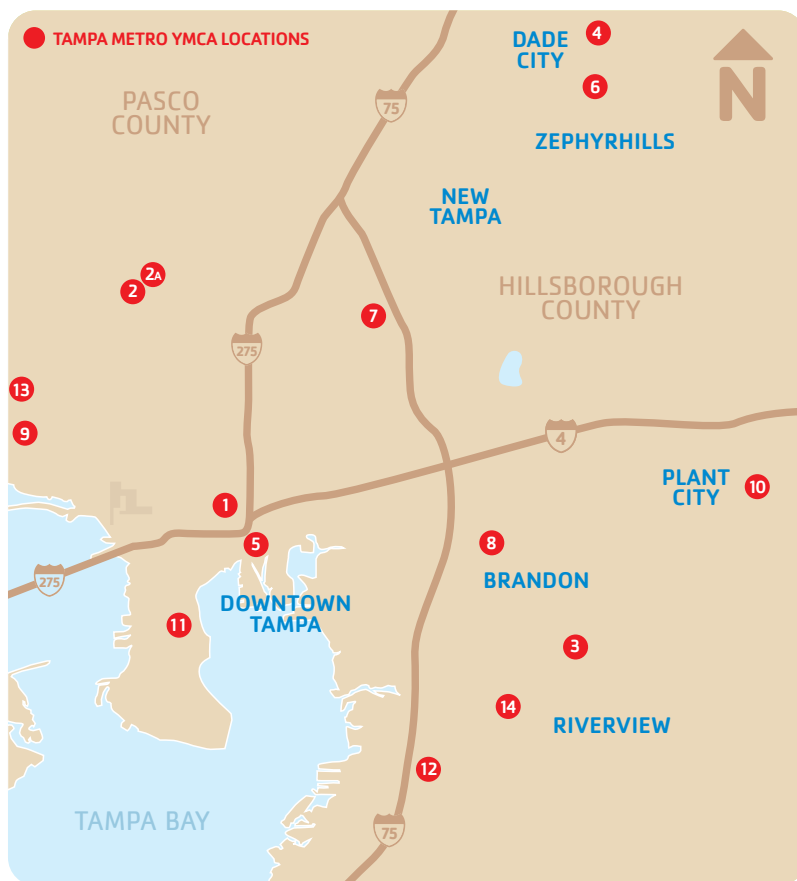 TAMPA METRO YMCA LOCATIONS
DADE
CITY
4
N
6
PASCO
COUNTY
75
ZEPHYRHILLS
NEW
TAMPA
2A
2
HILLSBOROUGH
COUNTY
7
275
13
9
4
PLANT
CITY
10
1
5
8
275
BRANDON
DOWNTOWN
TAMPA
11
3
14
RIVERVIEW
12
TAMPA BAY
75